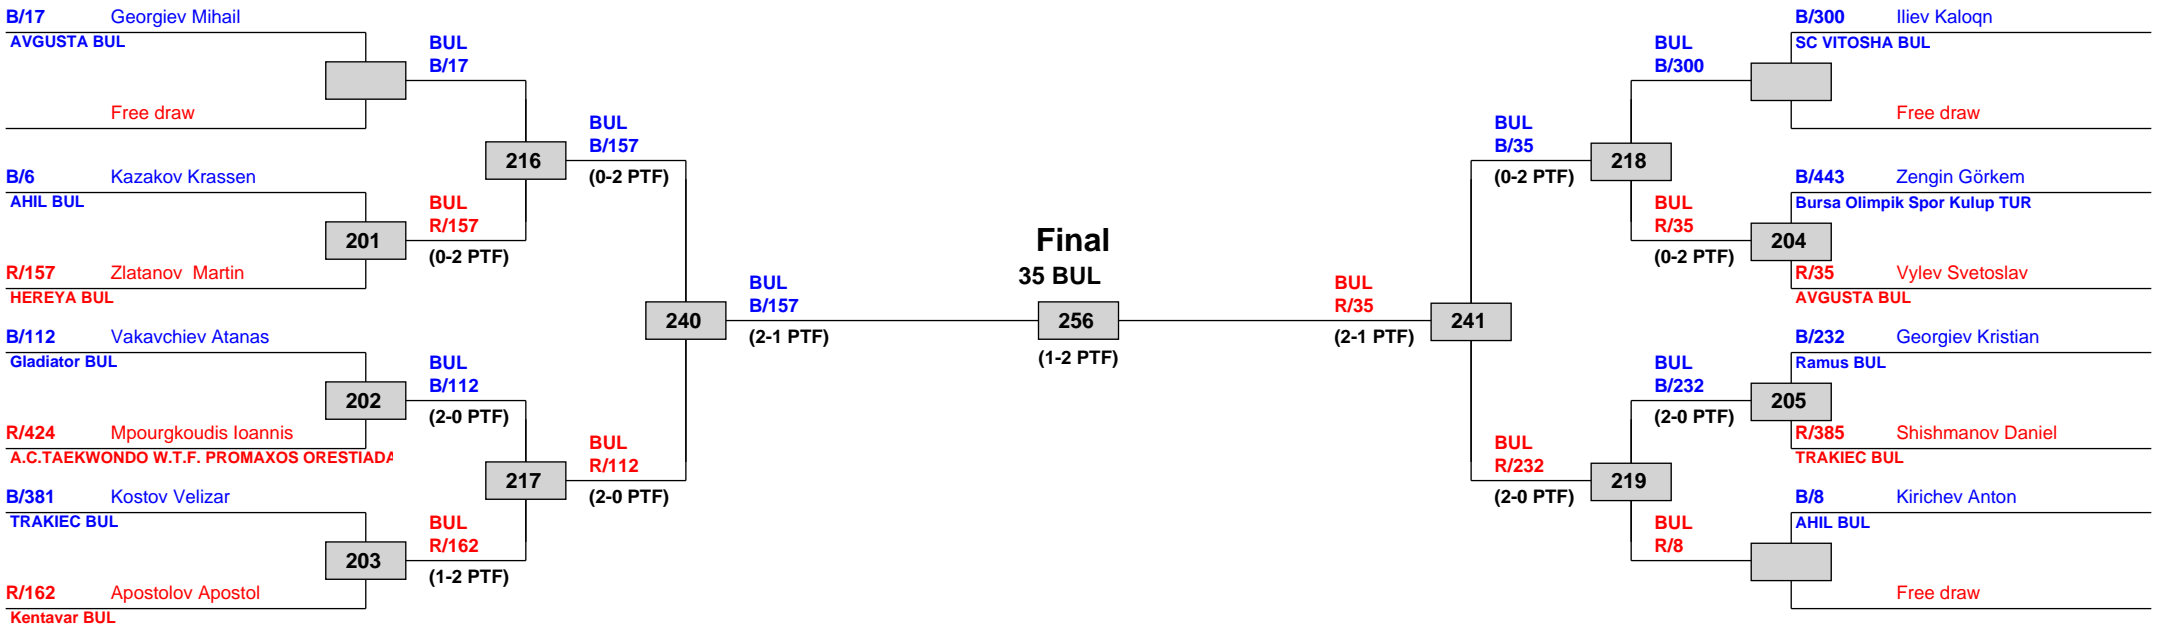 B/17 Georgiev Mihail
AVGUSTA BUL
Free draw
B/6 Kazakov Krassen
AHIL BUL
R/157 Zlatanov  Martin
HEREYA BUL
B/112 Vakavchiev Atanas
Gladiator BUL
R/424 Mpourgkoudis Ioannis
A.C.TAEKWONDO W.T.F. PROMAXOS ORESTIADA
B/381 Kostov Velizar
TRAKIEC BUL
R/162 Apostolov Apostol
Kentavar BUL
201
202
203
BUL
B/17
BUL
R/157
(0-2 PTF)
BUL
B/112
(2-0 PTF)
BUL
R/162
(1-2 PTF)
216
217
BUL
B/157
(0-2 PTF)
BUL
R/112
(2-0 PTF)
240
BUL
B/157
(2-1 PTF)
Final
35 BUL
256
(1-2 PTF)
BUL
R/35
(2-1 PTF)
241
BUL
B/35
(0-2 PTF)
BUL
R/232
(2-0 PTF)
218
219
BUL
B/300
BUL
R/35
(0-2 PTF)
BUL
B/232
(2-0 PTF)
BUL
R/8
204
205
B/300 Iliev Kaloqn
SC VITOSHA BUL
Free draw
B/443 Zengin Görkem
Bursa Olimpik Spor Kulup TUR
R/35 Vylev Svetoslav
AVGUSTA BUL
B/232 Georgiev Kristian
Ramus BUL
R/385 Shishmanov Daniel
TRAKIEC BUL
B/8 Kirichev Anton
AHIL BUL
Free draw